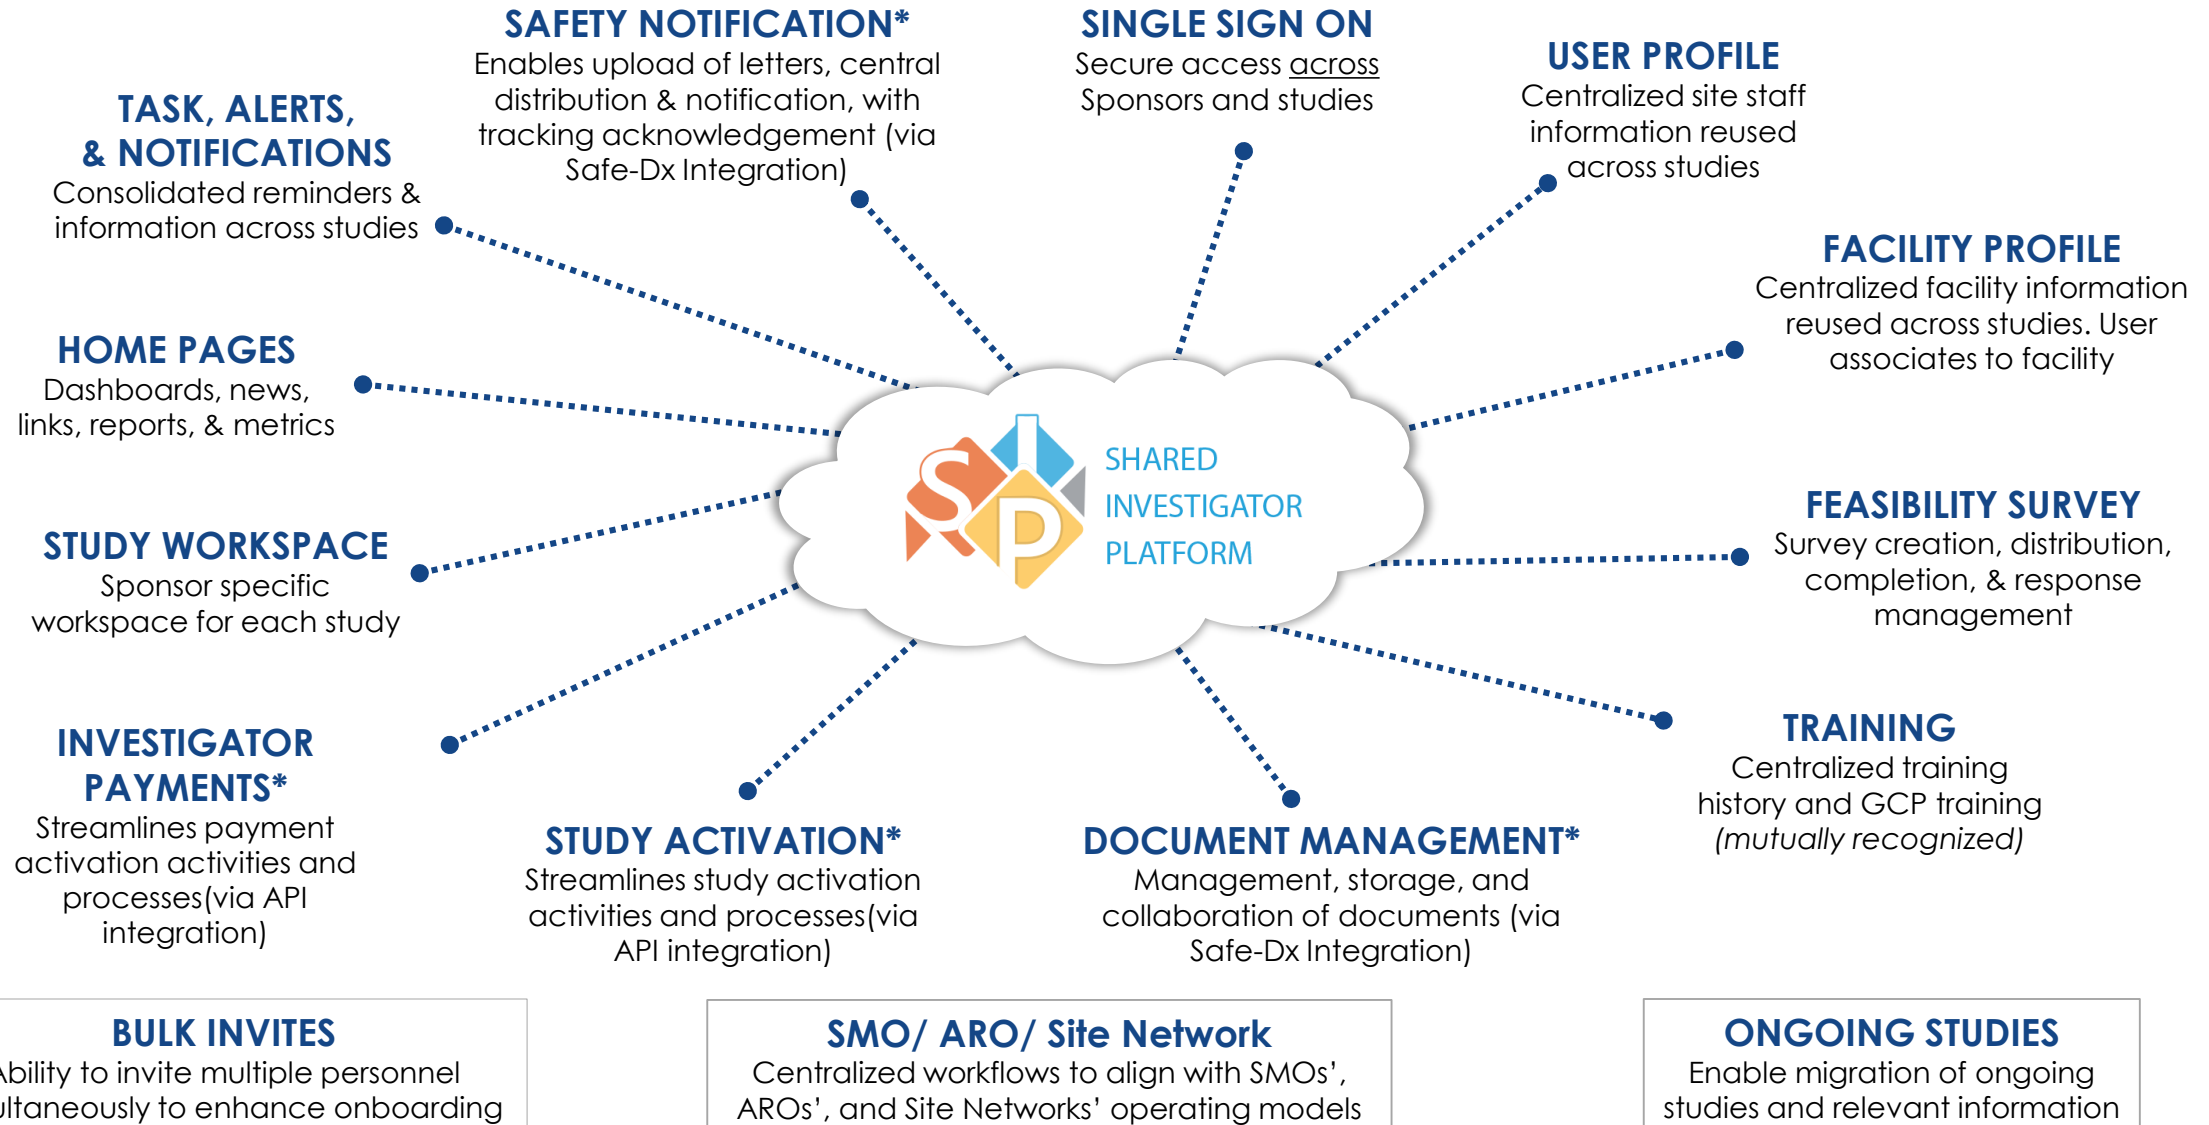 SAFETY NOTIFICATION*
Enables upload of letters, central
distribution & notification, with
tracking acknowledgement (via
Safe-Dx Integration)
SINGLE SIGN ON
Secure access across
Sponsors and studies
USER PROFILE
Centralized site staff
information reused
across studies
TASK, ALERTS,
& NOTIFICATIONS
Consolidated reminders &
information across studies
FACILITY PROFILE
Centralized facility information
reused across studies. User
associates to facility
HOME PAGES
Dashboards, news,
links, reports, & metrics
SIP
SHARED
INVESTIGATOR
PLATFORM
FEASIBILITY SURVEY
Survey creation, distribution,
completion, & response
management
STUDY WORKSPACE
Sponsor specific
workspace for each study
TRAINING
Centralized training
history and GCP training
(mutually recognized)
INVESTIGATOR
PAYMENTS*
Streamlines payment
activation activities and
processes(via API
integration)
STUDY ACTIVATION*
Streamlines study activation
activities and processes(via
API integration)
DOCUMENT MANAGEMENT*
Management, storage, and
collaboration of documents (via
Safe-Dx Integration)
BULK INVITES
Ability to invite multiple personnel
to enhance onboarding
SMO/ ARO/ Site Network
Centralized workflows to align with SMOs',
AROs', and Site Networks' operating models
ONGOING STUDIES
Enable migration of ongoing
studies and relevant information